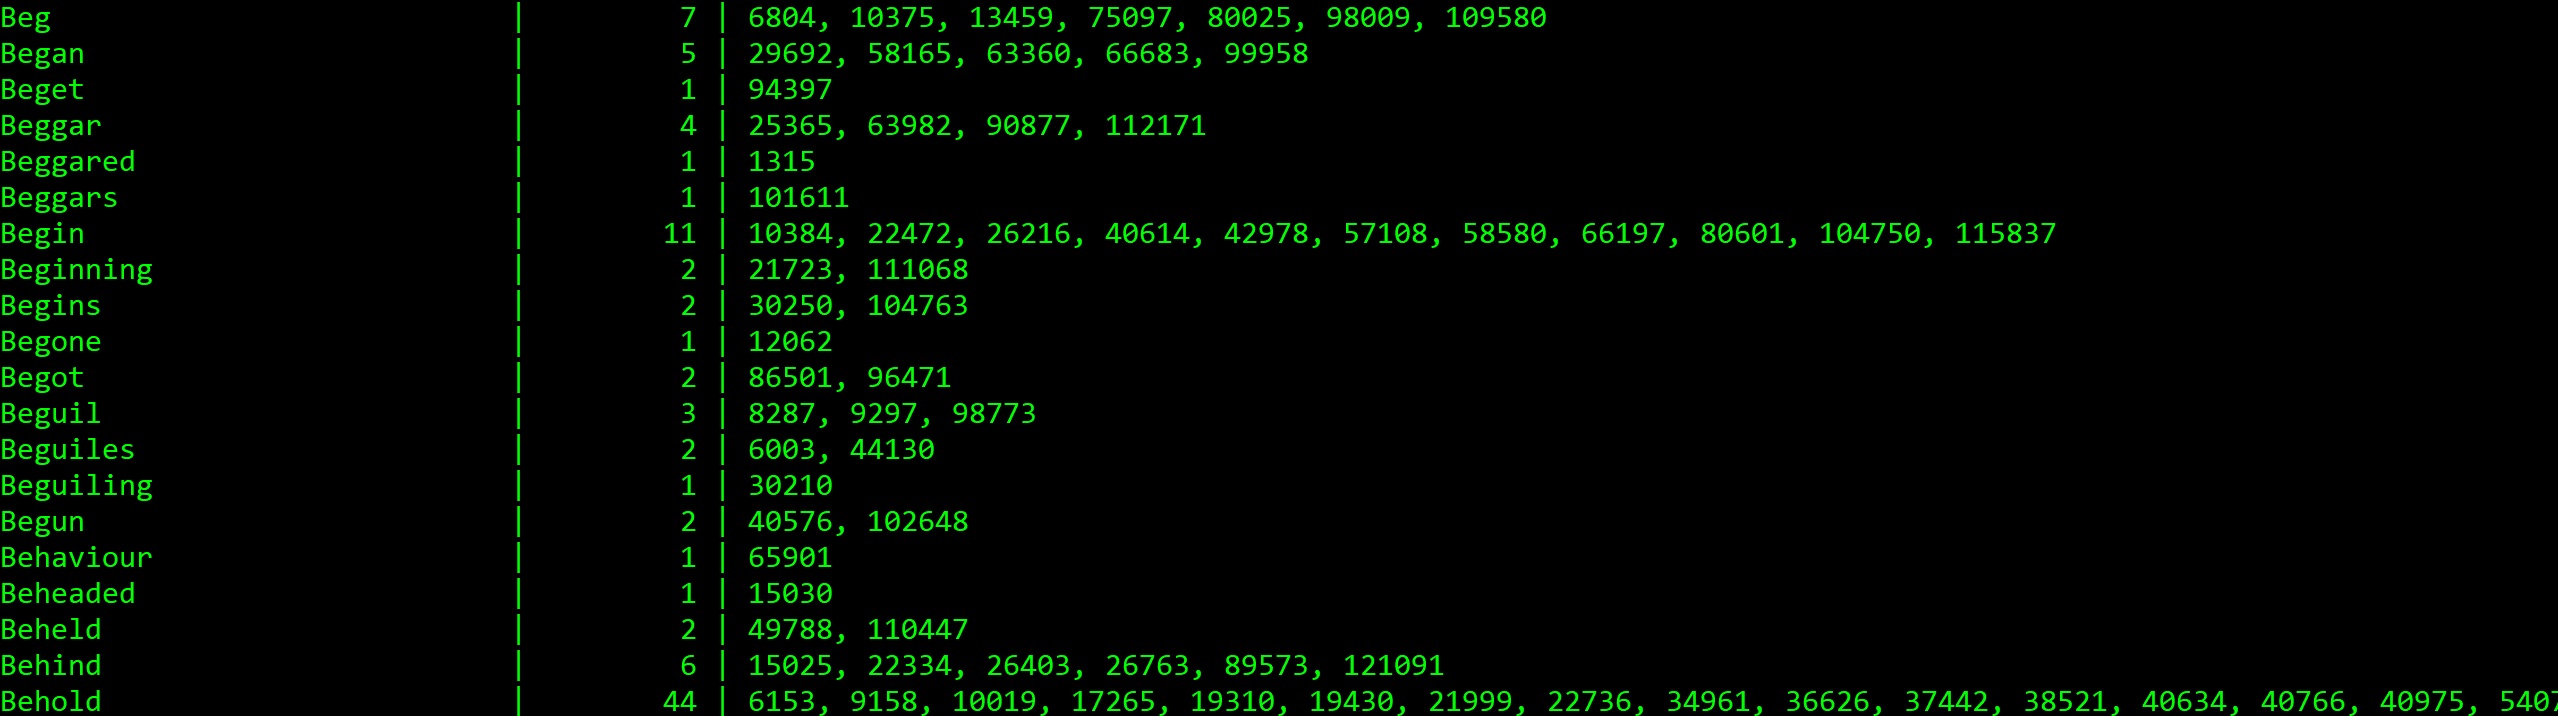 Beg | 7 | 6804, 10375, 13459, 75097, 80025, 98009, 109580
Began | 5 | 29692, 58165, 63360, 66683, 99958
Beget | 1 | 94397
Beggar | 4 | 25365, 63982, 90877, 112171
Beggared | 1 | 1315
Beggars | 1 | 101611
Begin | 11 | 10384, 22472, 26216, 40614, 42978, 57108, 58580, 66197, 80601, 104750, 115837
Beginning | 2 | 21723, 111068
Begins | 2 | 30250, 104763
Begone | 1 | 12062
Begot | 2 | 86501, 96471
Beguil | 3 | 8287, 9297, 98773
Beguiles | 2 | 6003, 44130
Beguiling | 1 | 30210
Begun | 2 | 40576, 102648
Behaviour | 1 | 65901
Beheaded | 1 | 15030
Beheld | 2 | 49788, 110447
Behind | 6 | 15025, 22334, 26403, 26763, 89573, 121091
Behold | 44 | 6153, 9158, 10019, 17265, 19310, 19430, 21999, 22736, 34961, 36626, 37442, 38521, 40634, 40766, 40975,